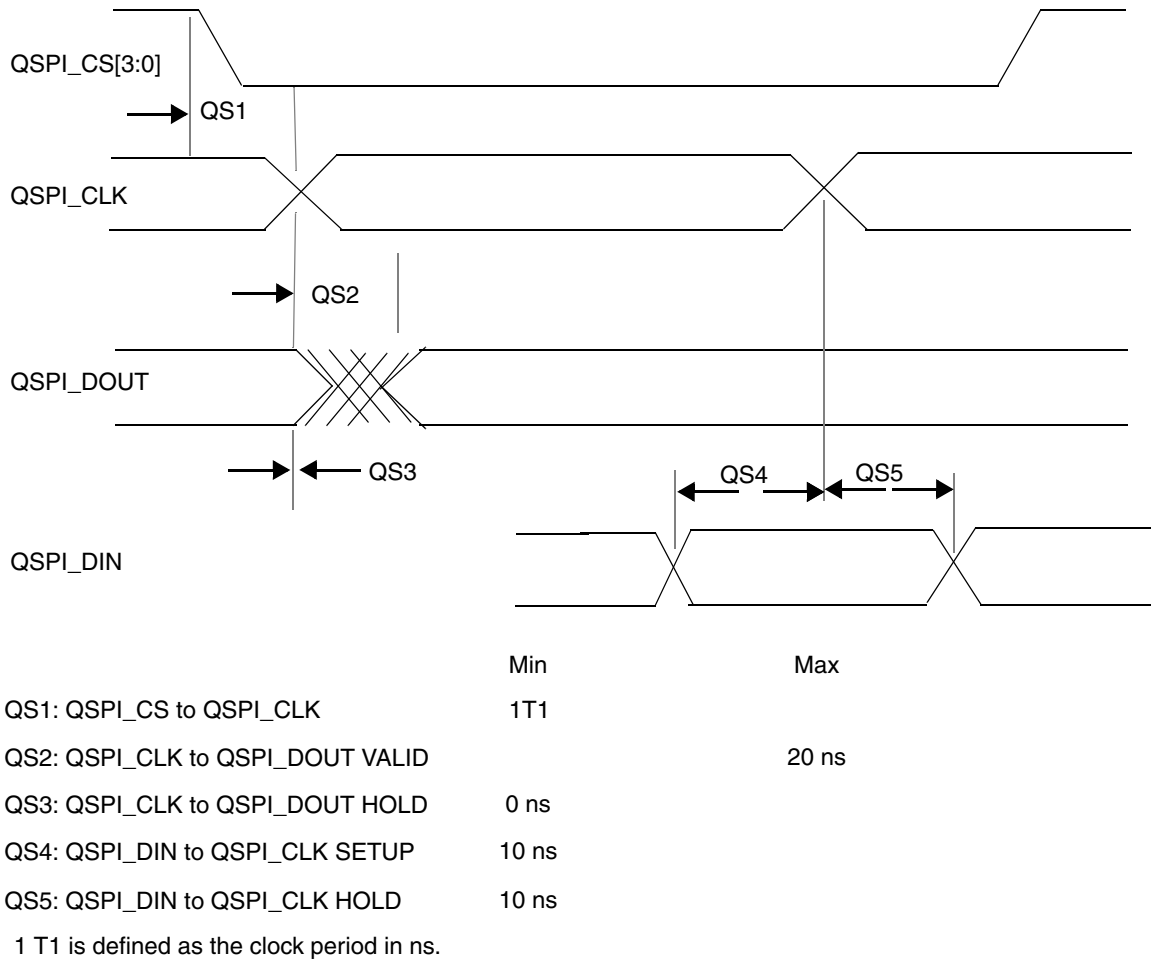 QSPI_CS[3:0]
QS1
QSPI_CLK
QS2
QSPI_DOUT
QS3
QS4
QS5
QSPI_DIN
Min Max
QS1: QSPI_CS to QSPI_CLK 1T1
QS2: QSPI_CLK to QSPI_DOUT VALID 20 ns
QS3: QSPI_CLK to QSPI_DOUT HOLD 0 ns
QS4: QSPI_DIN to QSPI_CLK SETUP 10 ns
QS5: QSPI_DIN to QSPI_CLK HOLD 10 ns
1 T1 is defined as the clock period in ns.